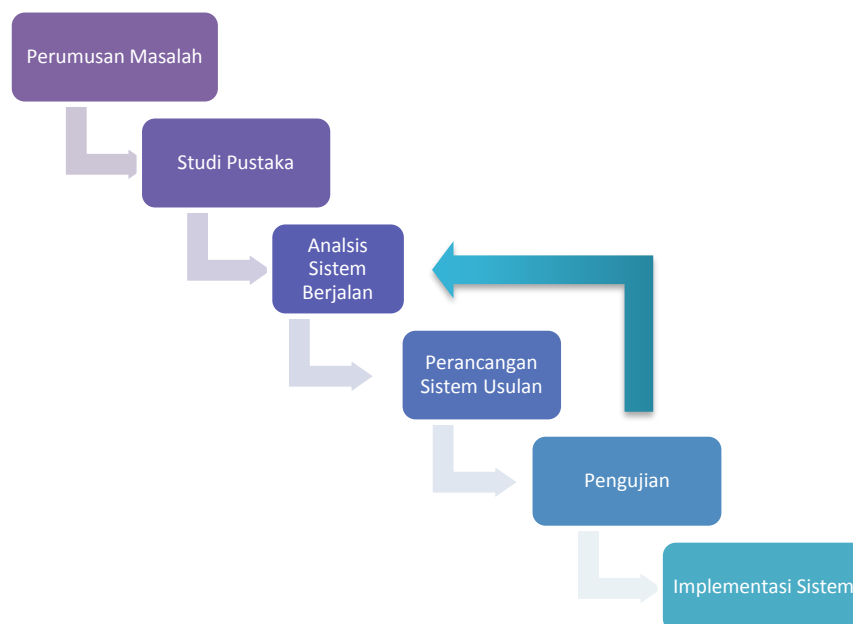 Perumusan Masalah
Studi Pustaka
Analsis
Sistem
Berjalan
Perancangan
Sistem Usulan
Pengujian
Implementasi Sistem